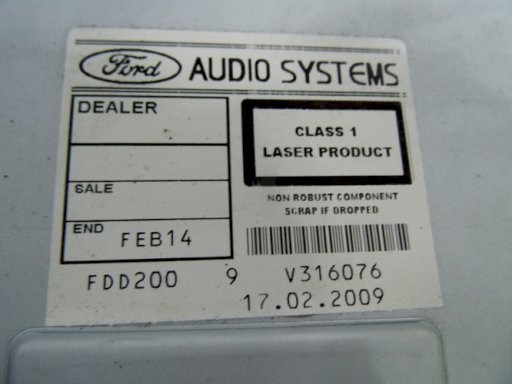 Ford AUDIO SYSTEMS
DEALER
CLASS 1
LASER PRODUCT
SALE
NON ROBUST COMPONENT
SCRAP IF DROPPED
END FEB14
FDD200 9 V316076
17.02.2009